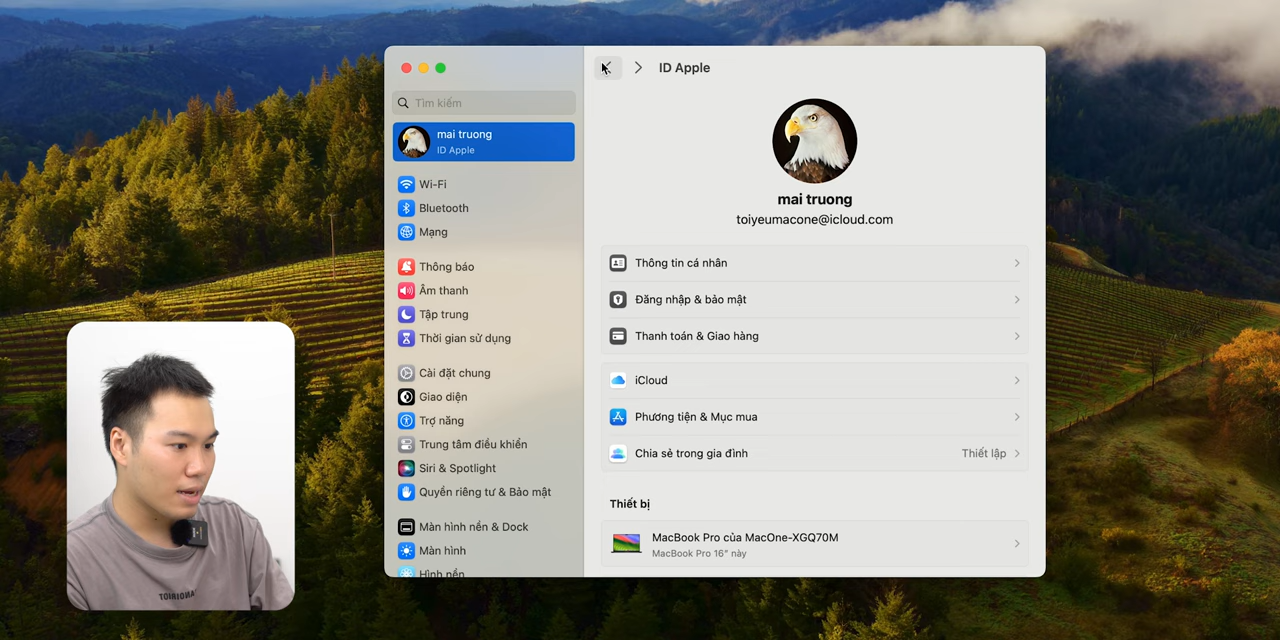 ID Apple
Tìm kiếm
mai truong
ID Apple
Wi-Fi
Bluetooth
Mạng
Thông báo
Âm thanh
Tập trung
Thời gian sử dụng
Cài đặt chung
Giao diện
Trợ năng
Trung tâm điều khiển
Siri & Spotlight
Quyền riêng tư & Bảo mật
Màn hình nền & Dock
Màn hình
Hình nền
mai truong
toiyeumacone@icloud.com
Thông tin cá nhân
Đăng nhập & bảo mật
Thanh toán & Giao hàng
iCloud
Phương tiện & Mục mua
Chia sẻ trong gia đình
Thiết lập
Thiết bị
MacBook Pro của MacOne-XGQ70M
MacBook Pro 16" này